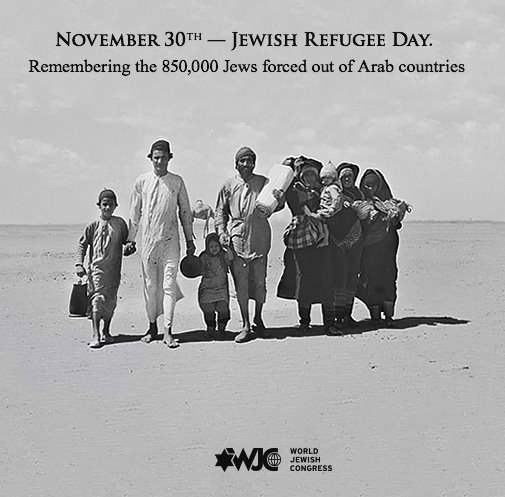 November 30th — Jewish Refugee Day.
Remembering the 850,000 Jews forced out of Arab countries
WJC
WORLD
JEWISH
CONGRESS